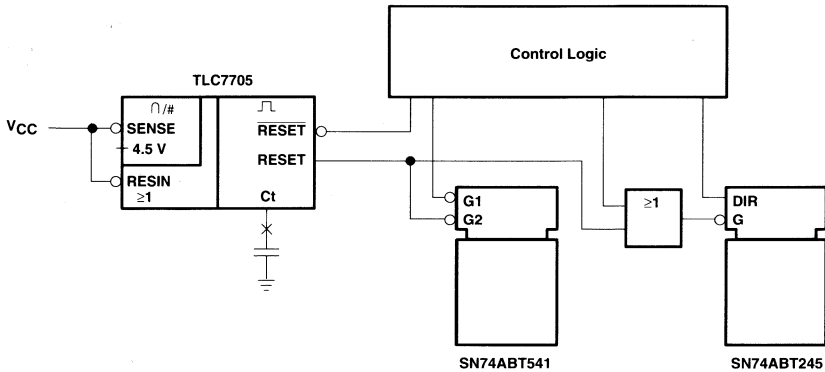 Control Logic
TLC7705
∩/#
VCC
SENSE
4.5 V
RESIN
≥1
RESET
RESET
Ct
G1
G2
≥1
DIR
G
SN74ABT541
SN74ABT245